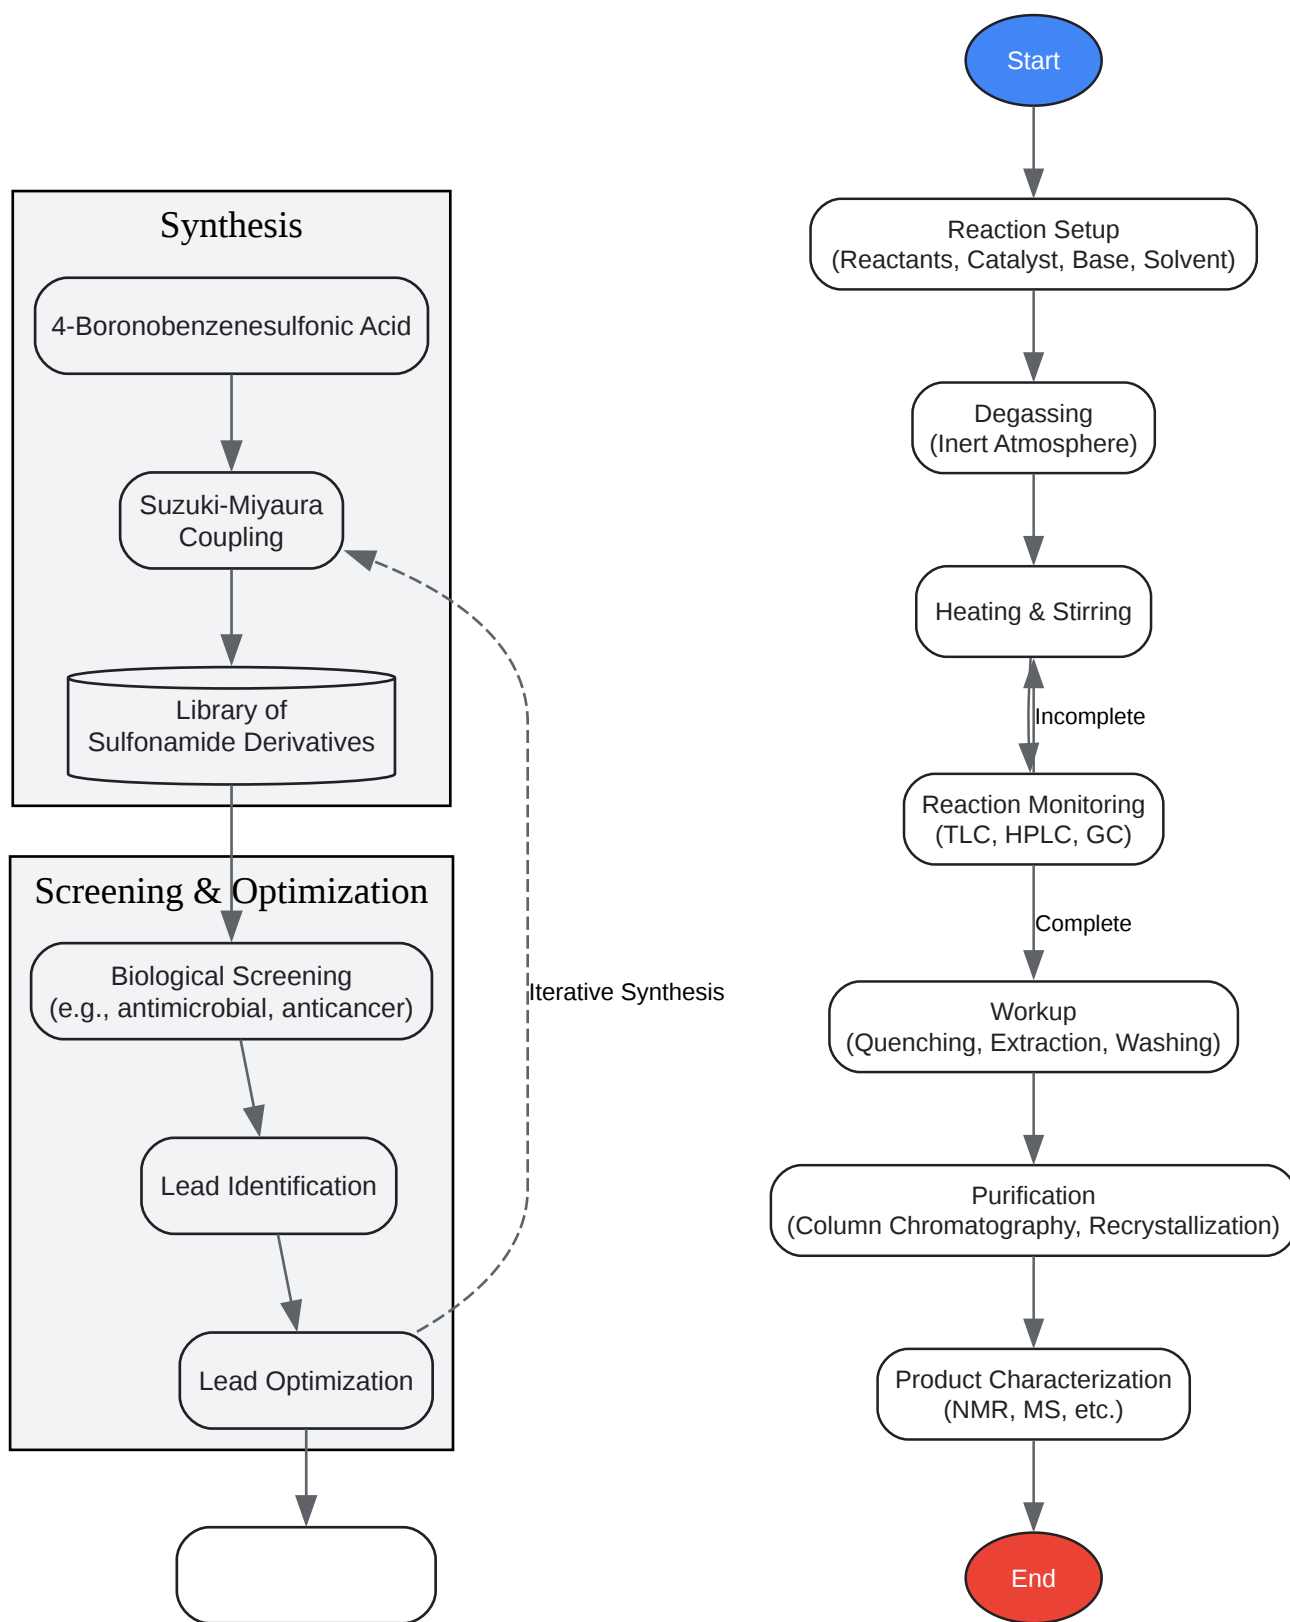 Synthesis
4-Boronobenzenesulfonic Acid
Suzuki-Miyaura
Coupling
Library of
Sulfonamide Derivatives
Screening & Optimization
Biological Screening
(e.g., antimicrobial, anticancer)
Lead Identification
Lead Optimization
Iterative Synthesis
Start
Reaction Setup
(Reactants, Catalyst, Base, Solvent)
Degassing
(Inert Atmosphere)
Heating & Stirring
Incomplete
Reaction Monitoring
(TLC, HPLC, GC)
Complete
Workup
(Quenching, Extraction, Washing)
Purification
(Column Chromatography, Recrystallization)
Product Characterization
(NMR, MS, etc.)
End